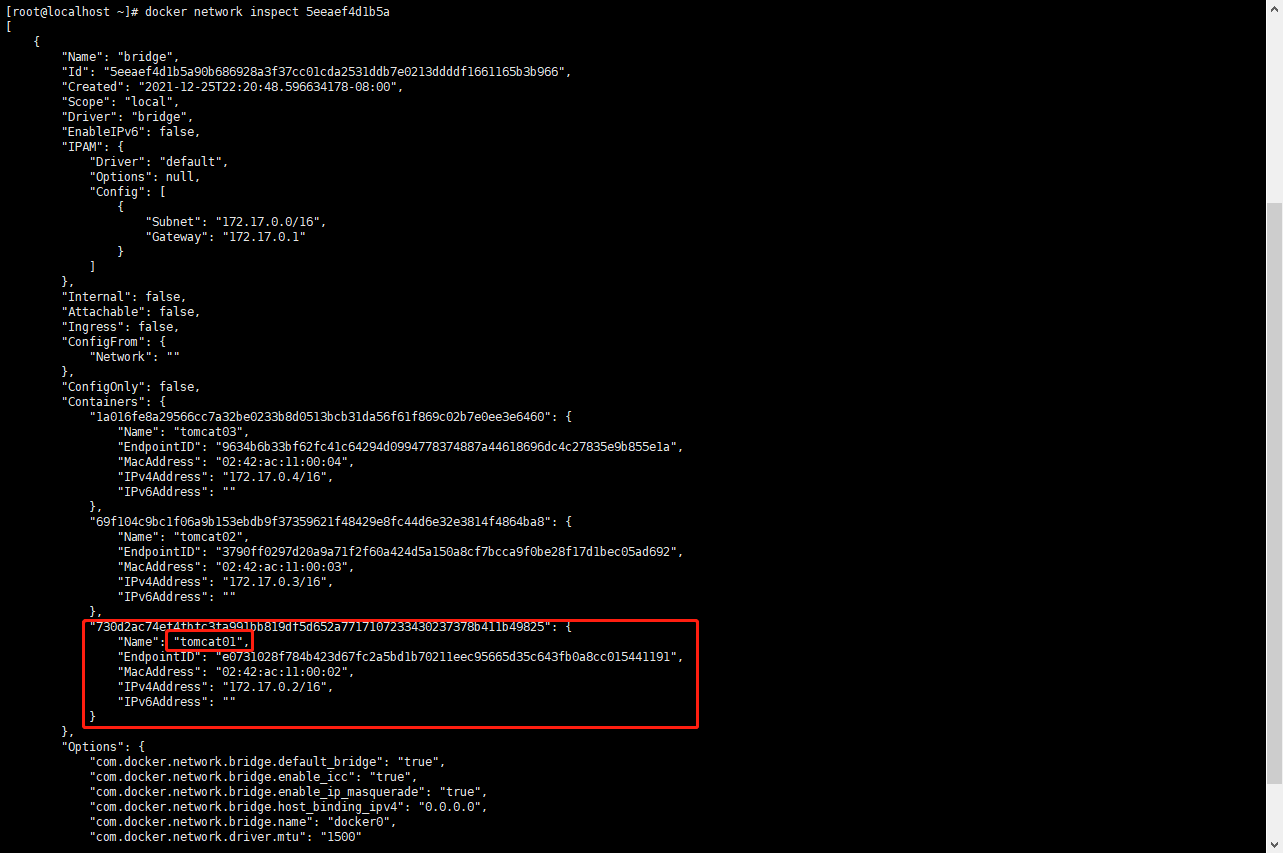 [root@localhost ~]# docker network inspect 5eeaef4d1b5a
[
    {
        "Name": "bridge",
        "Id": "5eeaef4d1b5a90b686928a3f37cc01cda2531ddb7e0213ddddf1661165b3b966",
        "Created": "2021-12-25T22:20:48.596634178-08:00",
        "Scope": "local",
        "Driver": "bridge",
        "EnableIPv6": false,
        "IPAM": {
            "Driver": "default",
            "Options": null,
            "Config": [
                {
                    "Subnet": "172.17.0.0/16",
                    "Gateway": "172.17.0.1"
                }
            ]
        },
        "Internal": false,
        "Attachable": false,
        "Ingress": false,
        "ConfigFrom": {
            "Network": ""
        },
        "ConfigOnly": false,
        "Containers": {
            "1a016fe8a29566cc7a32be0233b8d0513bcb31da56f61f869c02b7e0ee3e6460": {
                "Name": "tomcat03",
                "EndpointID": "9634b6b33bf62fc41c64294d0994778374887a44618696dc4c27835e9b855e1a",
                "MacAddress": "02:42:ac:11:00:04",
                "IPv4Address": "172.17.0.4/16",
                "IPv6Address": ""
            },
            "69f104c9bc1f06a9b153ebdb9f37359621f48429e8fc44d6e32e3814f4864ba8": {
                "Name": "tomcat02",
                "EndpointID": "3790ff0297d20a9a71f2f60a424d5a150a8cf7bcca9f0be28f17d1bec05ad692",
                "MacAddress": "02:42:ac:11:00:03",
                "IPv4Address": "172.17.0.3/16",
                "IPv6Address": ""
            },
            "730d2ac74ef4fbfc3fa991bb819df5d652a7717107233430237378b411b49825": {
                "Name": "tomcat01",
                "EndpointID": "e0731028f784b423d67fc2a5bd1b70211eec95665d35c643fb0a8cc015441191",
                "MacAddress": "02:42:ac:11:00:02",
                "IPv4Address": "172.17.0.2/16",
                "IPv6Address": ""
            }
        },
        "Options": {
            "com.docker.network.bridge.default_bridge": "true",
            "com.docker.network.bridge.enable_icc": "true",
            "com.docker.network.bridge.enable_ip_masquerade": "true",
            "com.docker.network.bridge.host_binding_ipv4": "0.0.0.0",
            "com.docker.network.bridge.name": "docker0",
            "com.docker.network.driver.mtu": "1500"